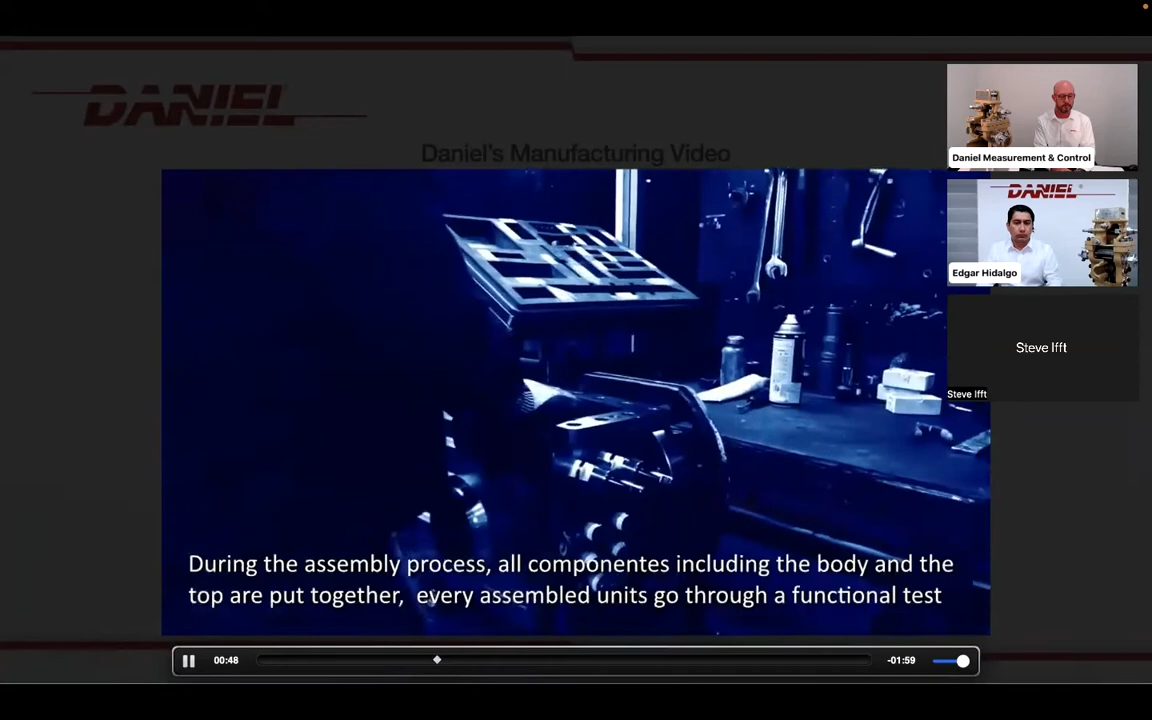 DANIEL
Daniel's Manufacturing Video
Daniel Measurement & Control
DANIEL
Edgar Hidalgo
Steve Ifft
Steve Ifft
During the assembly process, all componentes including the body and the
top are put together, every assembled units go through a functional test
00:48
-01:59